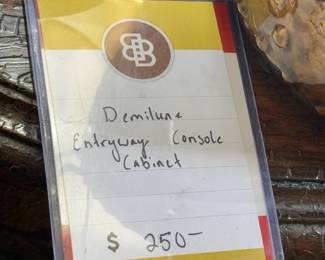 Demilune
Entryway Console
Cabinet
$ 250-